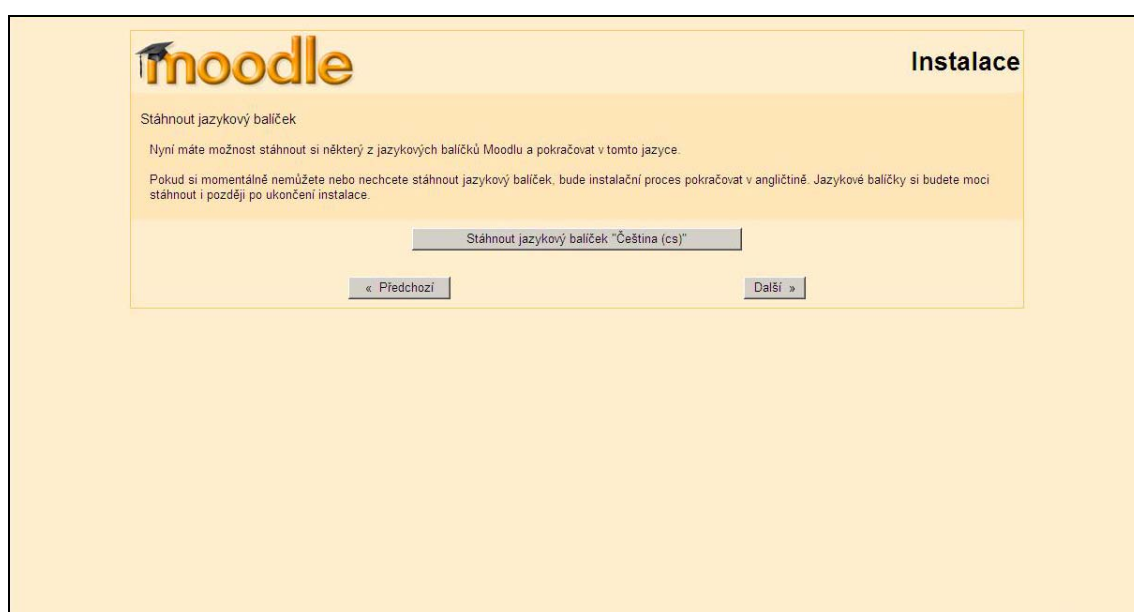 moodle
Instalace
Stáhnout jazykový balíček
Nyní máte možnost stáhnout si některý z jazykových balíčků Moodlu a pokračovat v tomto jazyce.
Pokud si momentálně nemůžete nebo nechcete stáhnout jazykový balíček, bude instalační proces pokračovat v angličtině. Jazykové balíčky si budete moci
stáhnout i později po ukončení instalace.
Stáhnout jazykový balíček "Čeština (cs)"
« Předchozí
Další »